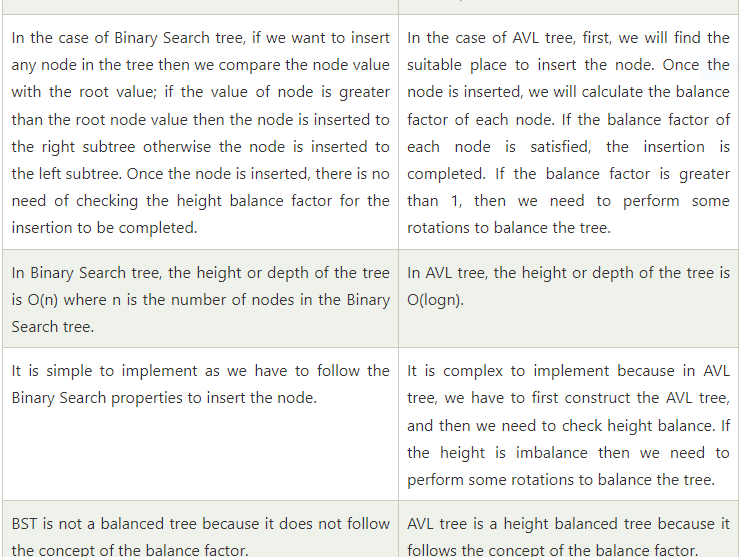 In the case of Binary Search tree, if we want to insert
any node in the tree then we compare the node value
with the root value; if the value of node is greater
than the root node value then the node is inserted to
the right subtree otherwise the node is inserted to
the left subtree. Once the node is inserted, there is no
need of checking the height balance factor for the
insertion to be completed.
In the case of AVL tree, first, we will find the
suitable place to insert the node. Once the
node is inserted, we will calculate the balance
factor of each node. If the balance factor of
each node is satisfied, the insertion is
completed. If the balance factor is greater
than 1, then we need to perform some
rotations to balance the tree.
In Binary Search tree, the height or depth of the tree
is O(n) where n is the number of nodes in the Binary
Search tree.
In AVL tree, the height or depth of the tree is
O(logn).
It is simple to implement as we have to follow the
Binary Search properties to insert the node.
It is complex to implement because in AVL
tree, we have to first construct the AVL tree,
and then we need to check height balance. If
the height is imbalance then we need to
perform some rotations to balance the tree.
BST is not a balanced tree because it does not follow
the concept of the balance factor.
AVL tree is a height balanced tree because it
follows the concept of the balance factor.